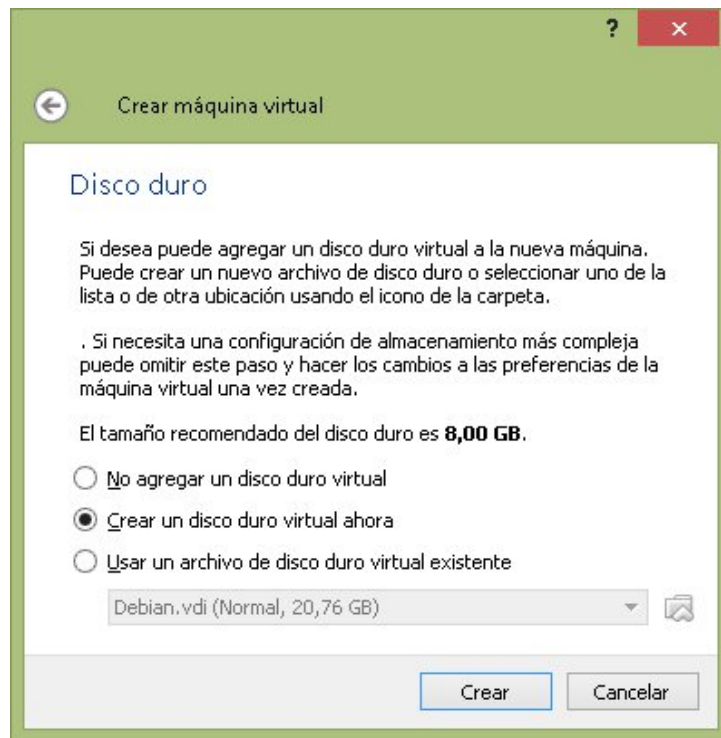 ?
Crear máquina virtual
Disco duro
Si desea puede agregar un disco duro virtual a la nueva máquina.
Puede crear un nuevo archivo de disco duro o seleccionar uno de la
lista o de otra ubicación usando el icono de la carpeta.
. Si necesita una configuración de almacenamiento más compleja
puede omitir este paso y hacer los cambios a las preferencias de la
máquina virtual una vez creada.
El tamaño recomendado del disco duro es 8,00 GB.
No agregar un disco duro virtual
Crear un disco duro virtual ahora
Usar un archivo de disco duro virtual existente
Debian.vdi (Normal, 20,76 GB)
Crear Cancelar